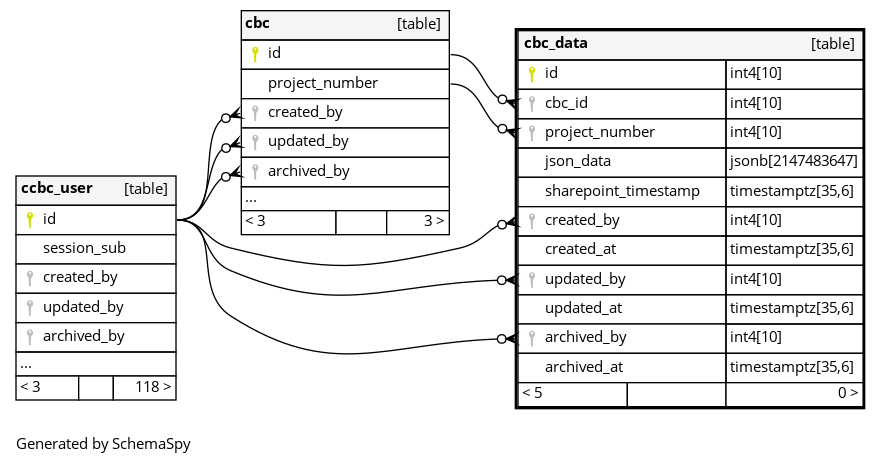 cbc [table]
id
project_number
created_by
updated_by
archived_by
...
< 3 3 >
cbc_data [table]
id int4[10]
cbc_id int4[10]
project_number int4[10]
json_data jsonb[2147483647]
sharepoint_timestamp timestamptz[35,6]
created_by int4[10]
created_at timestamptz[35,6]
updated_by int4[10]
updated_at timestamptz[35,6]
archived_by int4[10]
archived_at timestamptz[35,6]
< 5 0 >
ccbc_user [table]
id
session_sub
created_by
updated_by
archived_by
...
< 3 118 >
Generated by SchemaSpy